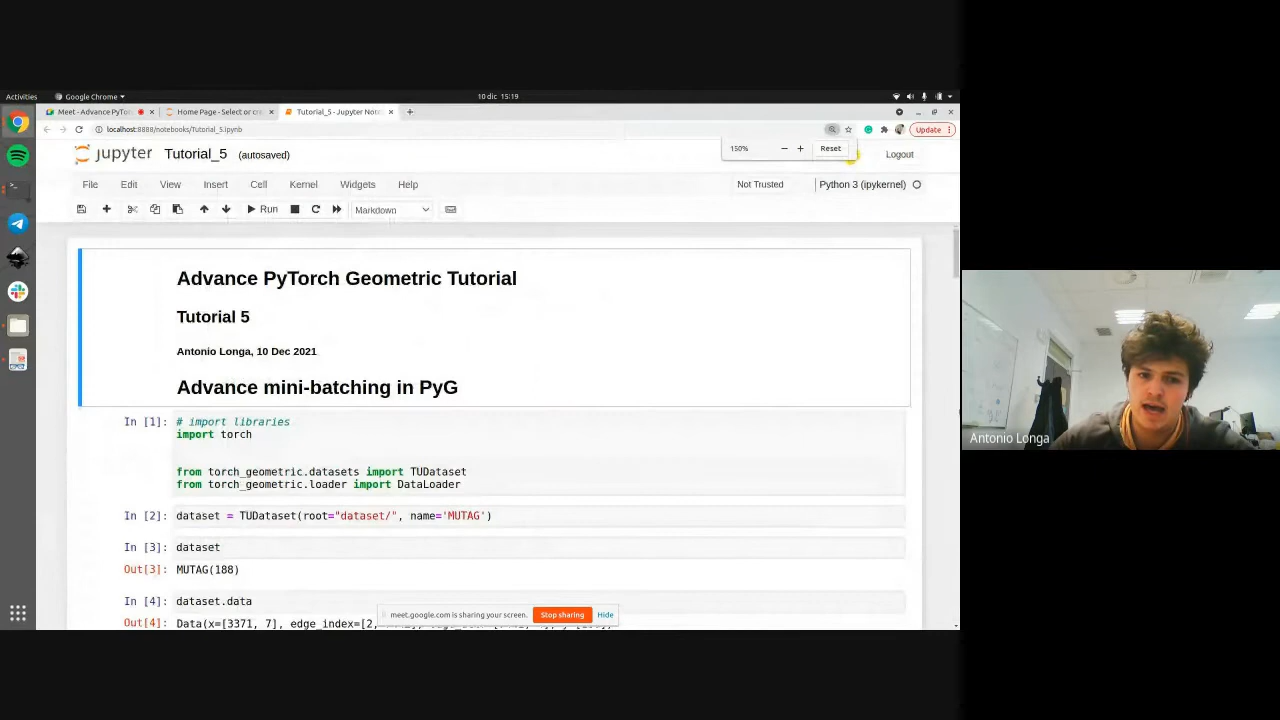 Activities
Google Chrome
10 dic 15:19
Meet - Advance PyTo
Home Page - Select or cre
Tutorial_5 - Jupyter Note
localhost:8888/notebooks/Tutorial_5.ipynb
Update
jupyter
Tutorial_5
(autosaved)
150%
Reset
Logout
File
Edit
View
Insert
Cell
Kernel
Widgets
Help
Not Trusted
Python 3 (ipykernel)
Run
Markdown
Advance PyTorch Geometric Tutorial
Tutorial 5
Antonio Longa, 10 Dec 2021
Advance mini-batching in PyG
In [1]: # import libraries
import torch
from torch_geometric.datasets import TUDataset
from torch_geometric.loader import DataLoader
In [2]: dataset = TUDataset(root="dataset/", name='MUTAG')
In [3]: dataset
Out[3]: MUTAG(188)
In [4]: dataset.data
meet.google.com is sharing your screen.
Stop sharing
Hide
Out[4]: Data(x=[3371, 7], edge_index=[2,
Antonio Longa